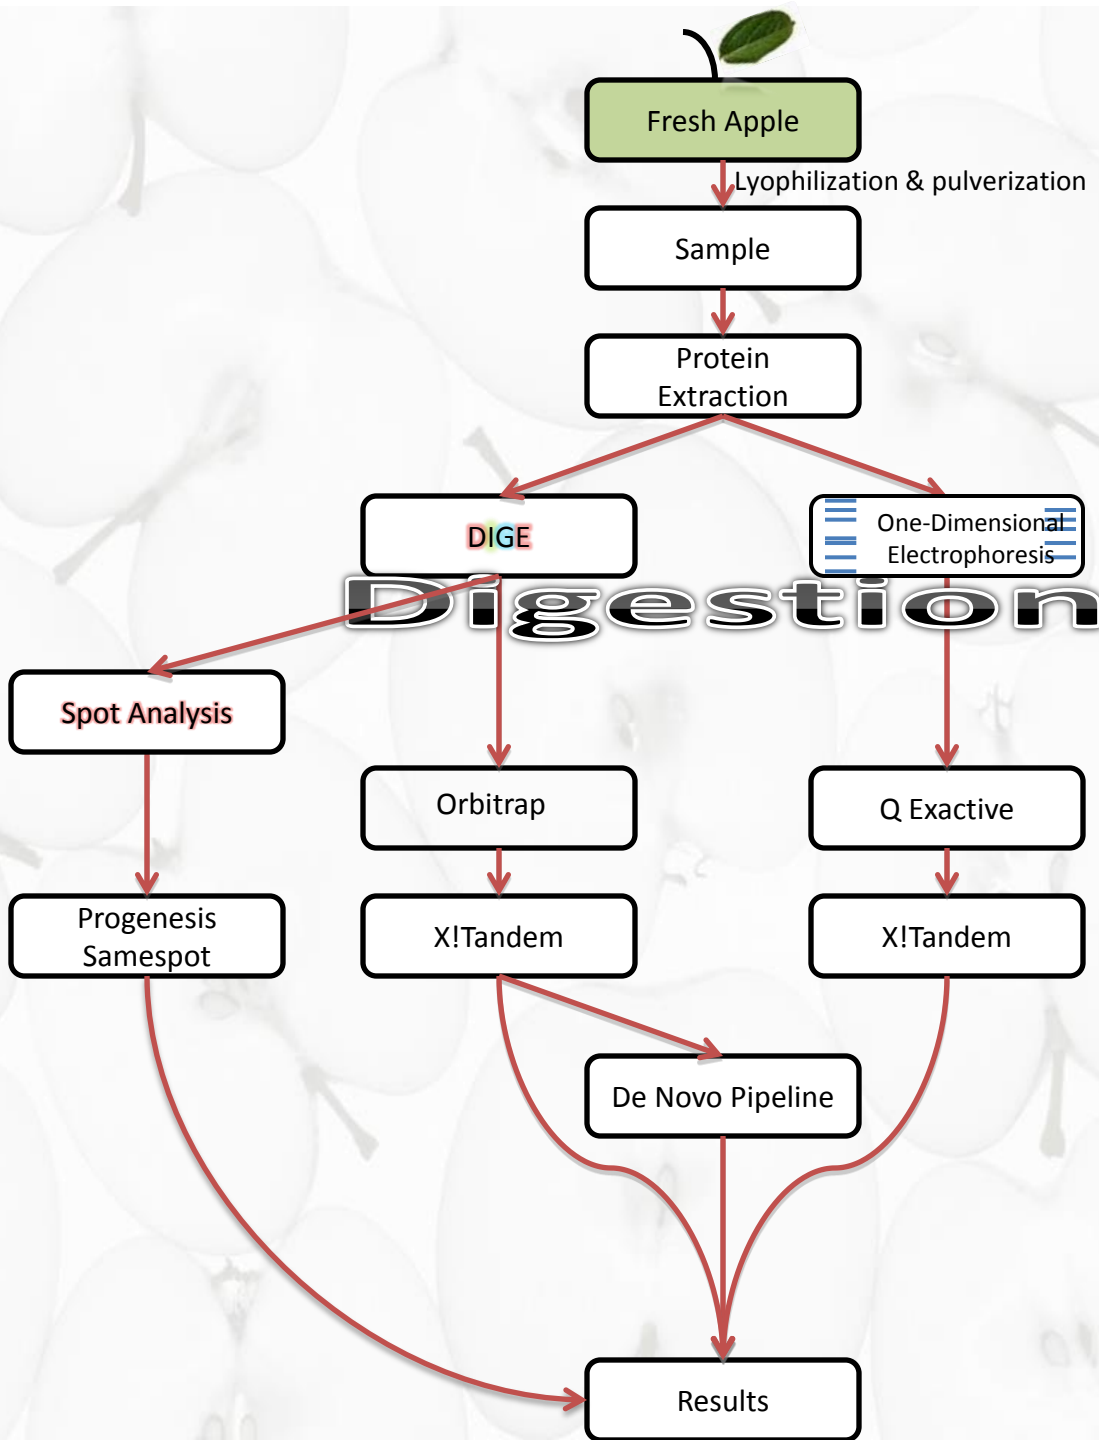 Fresh Apple
Lyophilization & pulverization
Sample
Protein
Extraction
DIGE
One-Dimensional
Electrophoresis
Digestion
Spot Analysis
Orbitrap
Q Exactive
Progenesis
Samespot
X!Tandem
X!Tandem
De Novo Pipeline
Results